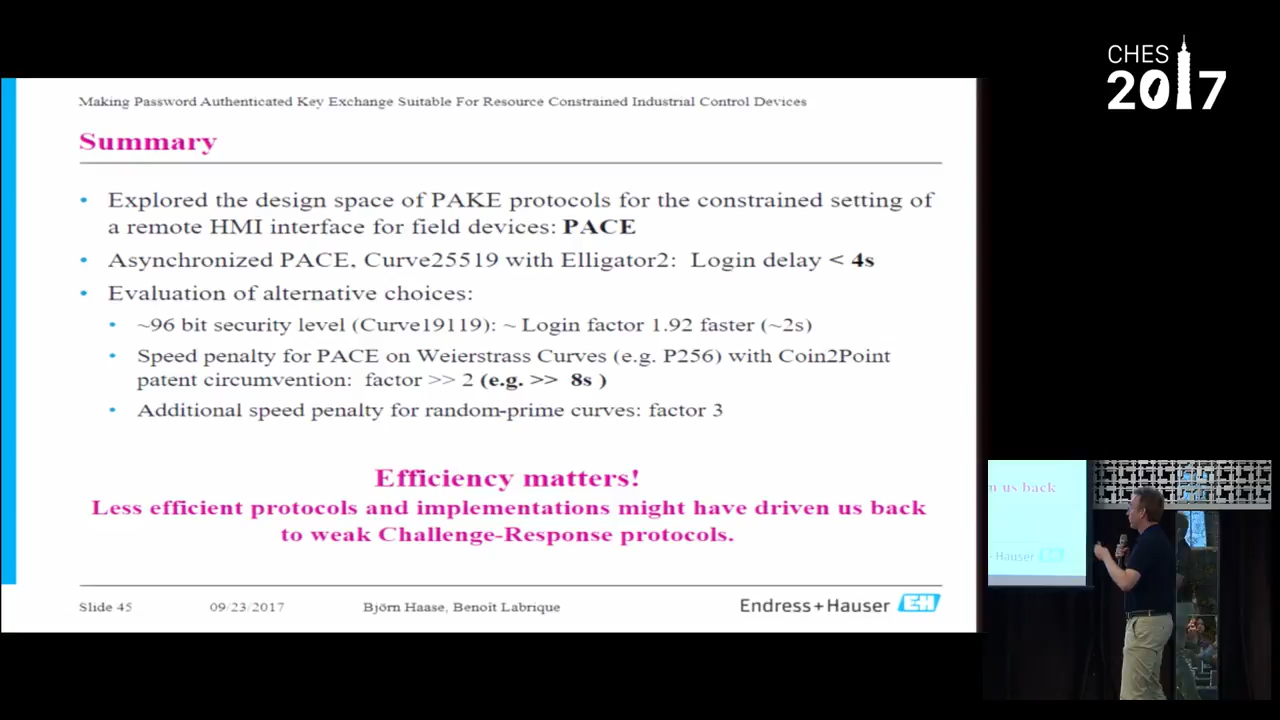 CHES
2017
Making Password Authenticated Key Exchange Suitable For Resource Constrained Industrial Control Devices
Summary
• Explored the design space of PAKE protocols for the constrained setting of
a remote HMI interface for field devices: PACE
• Asynchronized PACE, Curve25519 with Elligator2: Login delay < 4s
• Evaluation of alternative choices:
• ~96 bit security level (Curve19119): ~ Login factor 1.92 faster (~2s)
• Speed penalty for PACE on Weierstrass Curves (e.g. P256) with Coin2Point
patent circumvention: factor >> 2 (e.g. >> 8s )
• Additional speed penalty for random-prime curves: factor 3
Efficiency matters!
Less efficient protocols and implementations might have driven us back
to weak Challenge-Response protocols.
Slide 45 09/23/2017 Björn Haase, Benoît Labrique Endress+Hauser EH
us back
Hauser